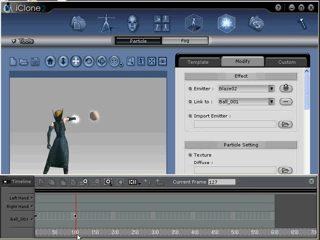 iClone
Particle
Fog
Template
Modify
Custom
Effect
Emitter : Blaze02
Link to : Ball_001
Import Emitter :
Particle Setting
Texture
Diffuse :
Timeline
Current Frame
Left Hand
Right Hand
Ball_001